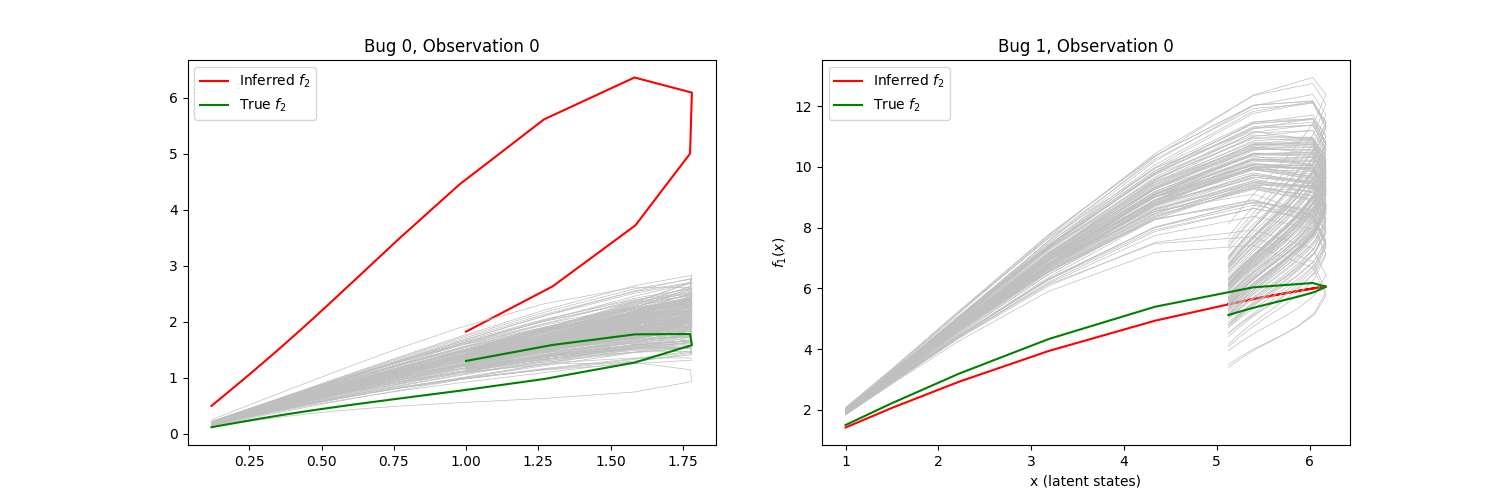 Bug 0, Observation 0
Inferred f₂
True f₂
6
5
4
3
2
1
0
0.25 0.50 0.75 1.00 1.25 1.50 1.75
Bug 1, Observation 0
Inferred f₂
True f₂
f₁(x)
12
10
8
6
4
2
1 2 3 4 5 6
x (latent states)